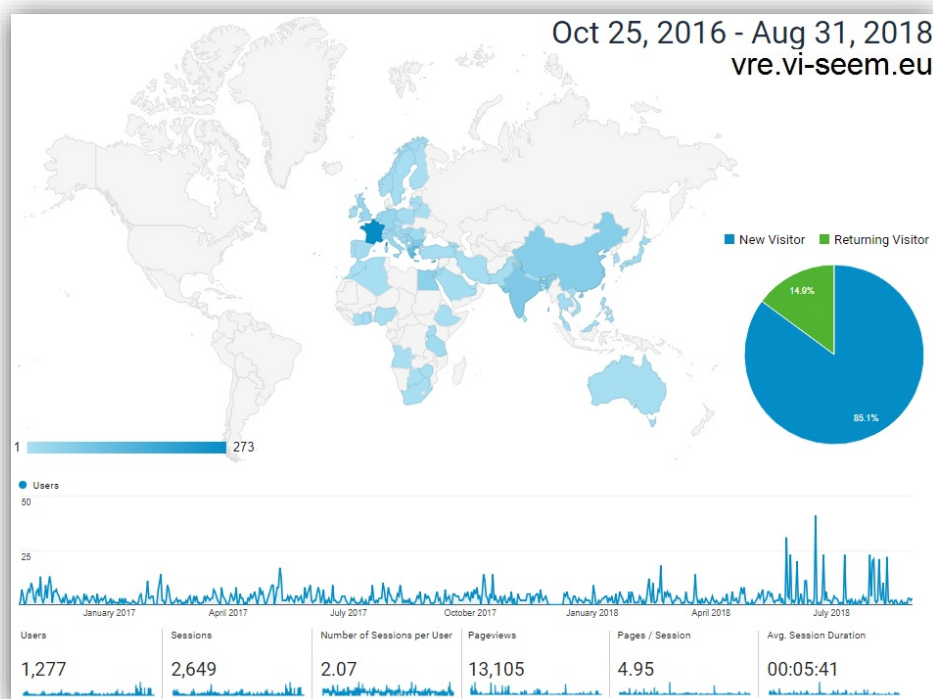 Oct 25, 2016 - Aug 31, 2018
vre.vi-seem.eu
New Visitor Returning Visitor
14.9%
85.1%
1 273
Users
50
25
January 2017 April 2017 July 2017 October 2017 January 2018 April 2018 July 2018
Users Sessions Number of Sessions per User Pageviews Pages / Session Avg. Session Duration
1,277 2,649 2.07 13,105 4.95 00:05:41